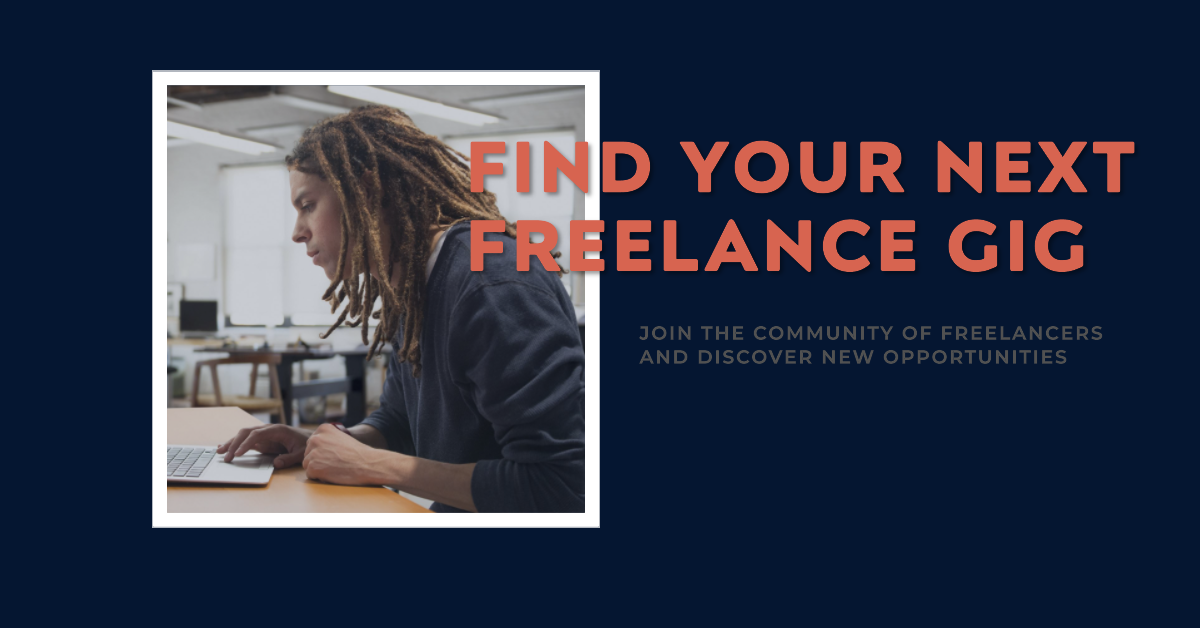 FIND YOUR NEXT
FREELANCE GIG
JOIN THE COMMUNITY OF FREELANCERS
AND DISCOVER NEW OPPORTUNITIES